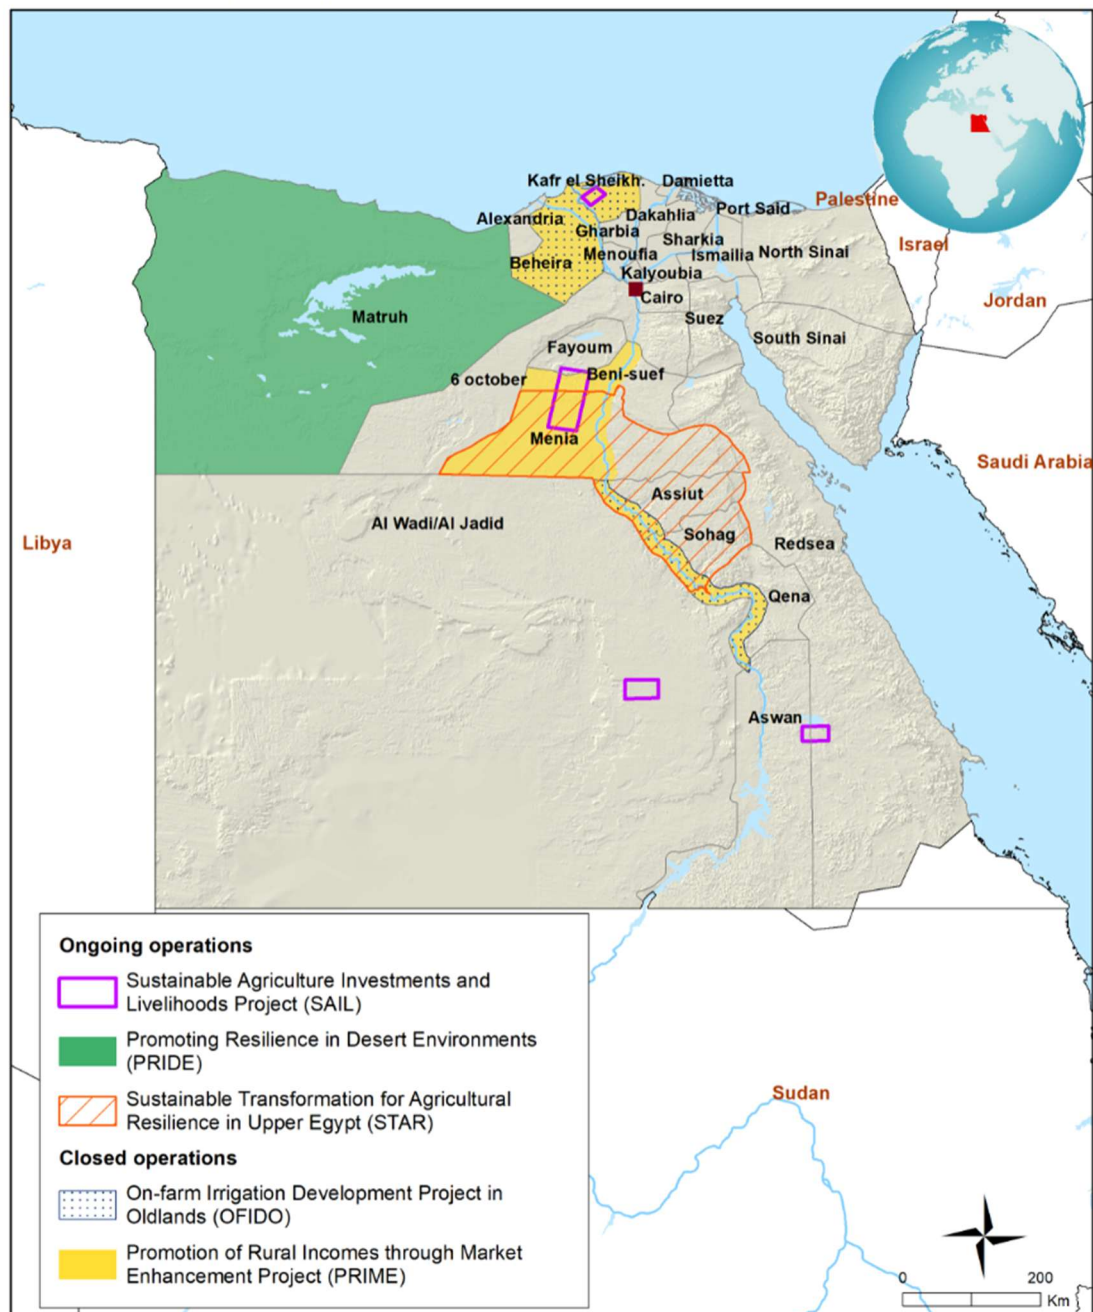 Kafr el Sheikh.
Damietta
Palestine
Port Said
Alexandria
Dakahlia
Gharbia
Sharkia
Israel
Menoufia
Ismailia
North Sinai
Beheira
Kalyoubia
Cairo
Jordan
Matruh
Suez
South Sinai
Fayoum
6 october
Beni-suef
Menia
Saudi Arabia
Assiut
Al Wadi/Al Jadid
Sohag
Redsea
Libya
Qena
Aswan
Ongoing operations
Sustainable Agriculture Investments and
Livelihoods Project (SAIL)
Promoting Resilience in Desert Environments
(PRIDE)
Sustainable Transformation for Agricultural
Resilience in Upper Egypt (STAR)
Closed operations
On-farm Irrigation Development Project in
Oldlands (OFIDO)
Promotion of Rural Incomes through Market
Enhancement Project (PRIME)
Sudan
0 200
Km